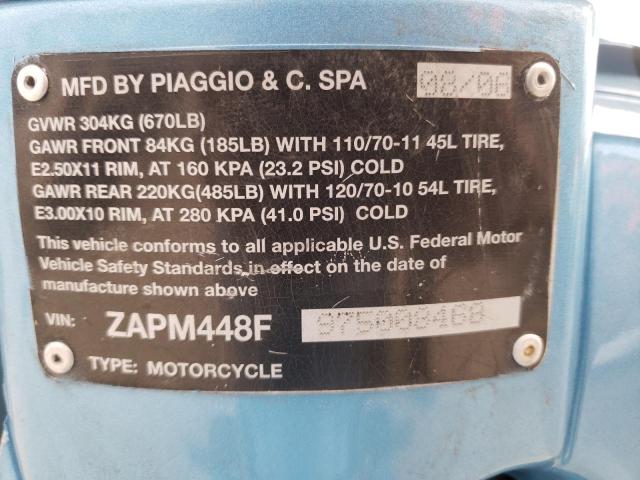 MFD BY PIAGGIO & C. SPA 08/06
GVWR 304KG (670LB)
GAWR FRONT 84KG (185LB) WITH 110/70-11 45L TIRE,
E2.50X11 RIM, AT 160 KPA (23.2 PSI) COLD
GAWR REAR 220KG(485LB) WITH 120/70-10 54L TIRE,
E3.00X10 RIM, AT 280 KPA (41.0 PSI) COLD
This vehicle conforms to all applicable U.S. Federal Motor
Vehicle Safety Standards in effect on the date of
manufacture shown above
VIN: ZAPM448F 975008468
TYPE: MOTORCYCLE